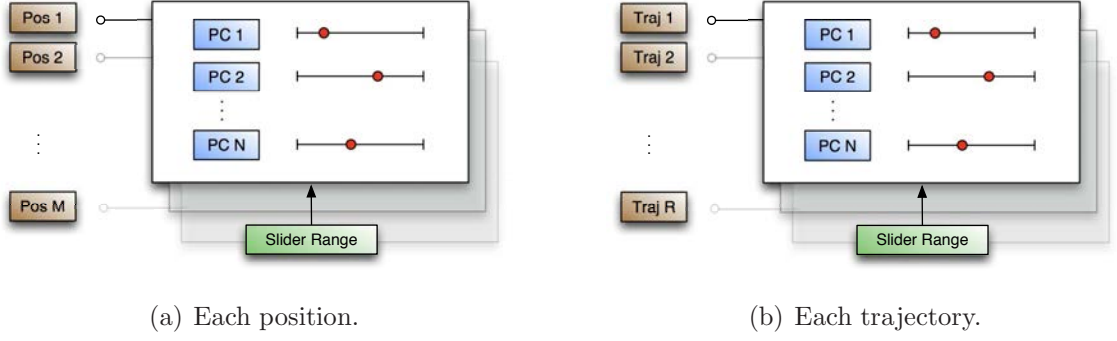 Pos 1
Pos 2
⋮
Pos M
PC 1
PC 2
⋮
PC N
Slider Range
(a) Each position.
Traj 1
Traj 2
⋮
Traj R
PC 1
PC 2
⋮
PC N
Slider Range
(b) Each trajectory.